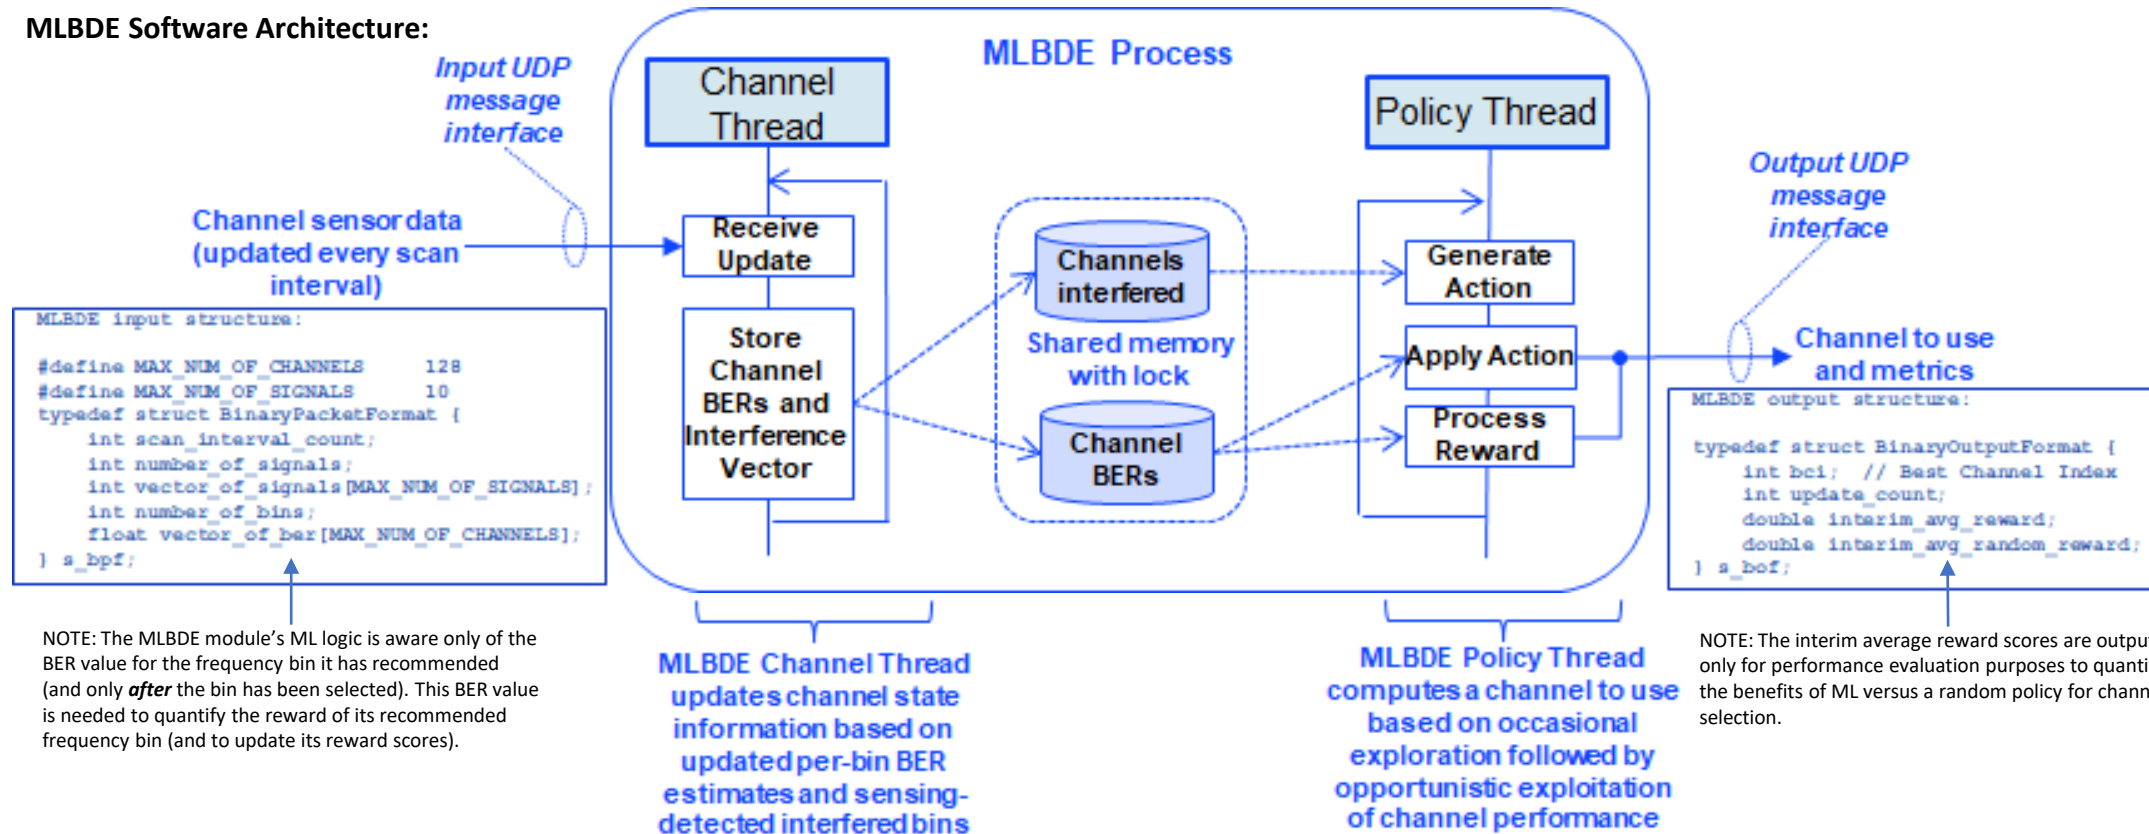 MLBDE Software Architecture:
MLBDE Process
Input UDP
message
interface
Channel
Thread
Policy Thread
Output UDP
message
interface
Channel sensor data
(updated every scan
interval)
Receive
Update
Store
Channel
BERs and
Interference
Vector
Channels
interfered
Shared memory
with lock
Channel
BERs
Generate
Action
Apply Action
Process
Reward
Channel to use
and metrics
MLBDE input structure:
#define MAX_NUM_OF_CHANNELS 128
#define MAX_NUM_OF_SIGNALS 10
typedef struct BinaryPacketFormat {
int scan_interval_count;
int number_of_signals;
int vector_of_signals[MAX_NUM_OF_SIGNALS];
int number_of_bins;
float vector_of_ber[MAX_NUM_OF_CHANNELS];
} s_bpf;
MLBDE output structure:
typedef struct BinaryOutputFormat {
int bci; // Best Channel Index
int update_count;
double interim_avg_reward;
double interim_avg_random_reward;
} s_bof;
NOTE: The MLBDE module's ML logic is aware only of the
BER value for the frequency bin it has recommended
(and only after the bin has been selected). This BER value
is needed to quantify the reward of its recommended
frequency bin (and to update its reward scores).
MLBDE Channel Thread
updates channel state
information based on
updated per-bin BER
estimates and sensing-
detected interfered bins
MLBDE Policy Thread
computes a channel to use
based on occasional
exploration followed by
opportunistic exploitation
of channel performance
NOTE: The interim average reward scores are output
only for performance evaluation purposes to quanti
the benefits of ML versus a random policy for chann
selection.